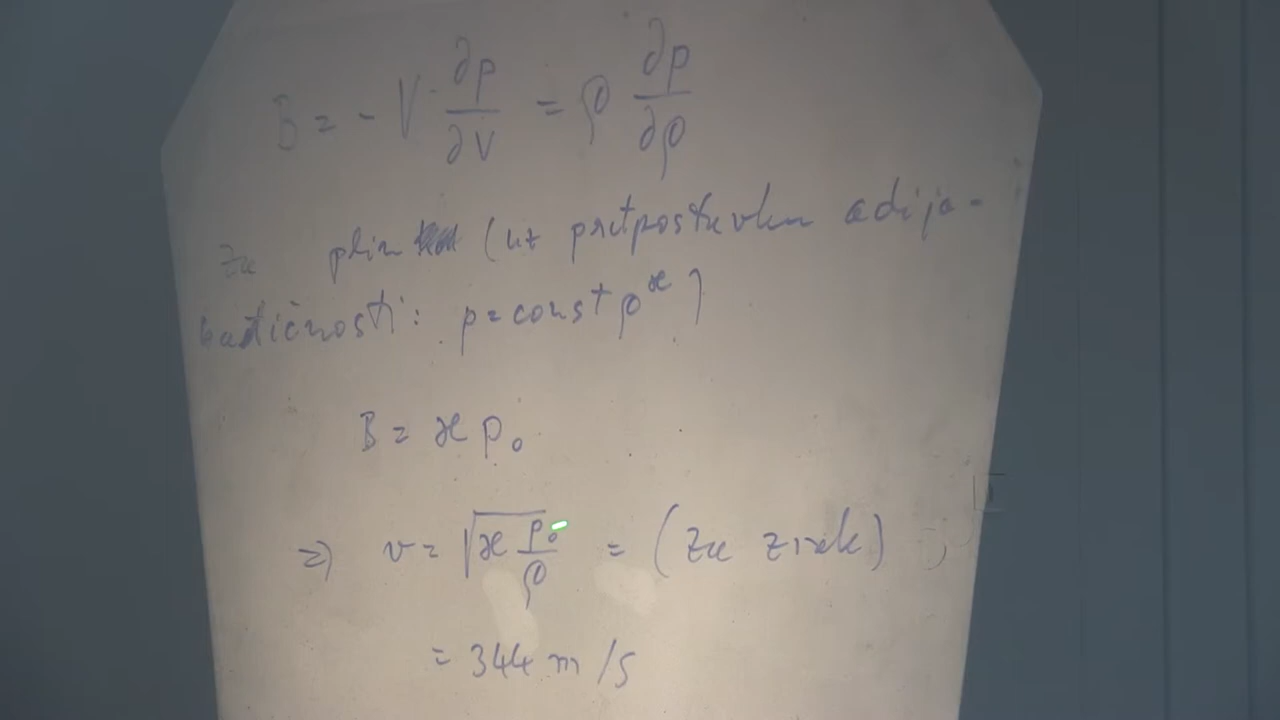 B = - V ∂p/∂V = ρ ∂p/∂ρ
Za plin (uz pretpostavku adija-
batičnosti: p = const ρ^ϰ)
B = ϰ p₀
⇒ v = √(ϰ p₀/ρ) = (za zrak)
= 344 m/s